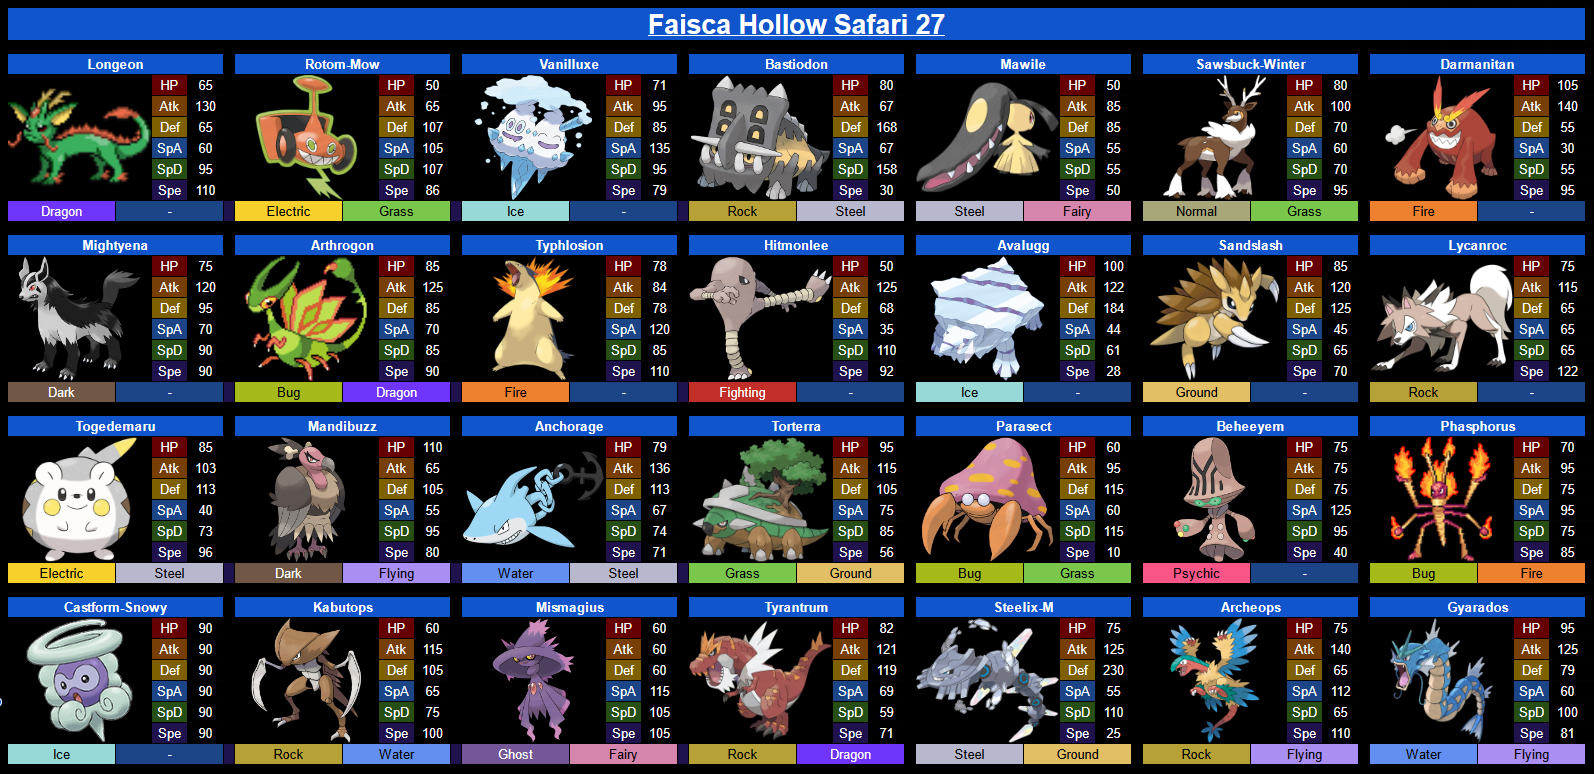 Faisca Hollow Safari 27
Longeon Rotom-Mow Vanilluxe Bastiodon Mawile Sawsbuck-Winter Darmanitan
HP 65 HP 50 HP 71 HP 80 HP 50 HP 80 HP 105
Atk 130 Atk 65 Atk 95 Atk 67 Atk 85 Atk 100 Atk 140
Def 65 Def 107 Def 85 Def 168 Def 85 Def 70 Def 55
SpA 60 SpA 105 SpA 135 SpA 67 SpA 55 SpA 60 SpA 30
SpD 95 SpD 107 SpD 95 SpD 158 SpD 55 SpD 70 SpD 55
Spe 110 Spe 86 Spe 79 Spe 30 Spe 50 Spe 95 Spe 95
Dragon - Electric Grass Ice - Rock Steel Steel Fairy Normal Grass Fire -
Mightyena Arthrogon Typhlosion Hitmonlee Avalugg Sandslash Lycanroc
HP 75 HP 85 HP 78 HP 50 HP 100 HP 85 HP 75
Atk 120 Atk 125 Atk 84 Atk 125 Atk 122 Atk 120 Atk 115
Def 95 Def 85 Def 78 Def 68 Def 184 Def 125 Def 65
SpA 70 SpA 70 SpA 120 SpA 35 SpA 44 SpA 45 SpA 65
SpD 90 SpD 85 SpD 85 SpD 110 SpD 61 SpD 65 SpD 65
Spe 90 Spe 90 Spe 110 Spe 92 Spe 28 Spe 70 Spe 122
Dark - Bug Dragon Fire - Fighting - Ice - Ground - Rock -
Togedemaru Mandibuzz Anchorage Torterra Parasect Beheeyem Phasphorus
HP 85 HP 110 HP 79 HP 95 HP 60 HP 75 HP 70
Atk 103 Atk 65 Atk 136 Atk 115 Atk 95 Atk 75 Atk 95
Def 113 Def 105 Def 113 Def 105 Def 115 Def 75 Def 75
SpA 40 SpA 55 SpA 67 SpA 75 SpA 60 SpA 125 SpA 95
SpD 73 SpD 95 SpD 74 SpD 85 SpD 115 SpD 95 SpD 75
Spe 96 Spe 80 Spe 71 Spe 56 Spe 10 Spe 40 Spe 85
Electric Steel Dark Flying Water Steel Grass Ground Bug Grass Psychic - Bug Fire
Castform-Snowy Kabutops Mismagius Tyrantrum Steelix-M Archeops Gyarados
HP 90 HP 60 HP 60 HP 82 HP 75 HP 75 HP 95
Atk 90 Atk 115 Atk 60 Atk 121 Atk 125 Atk 140 Atk 125
Def 90 Def 105 Def 60 Def 119 Def 230 Def 65 Def 79
SpA 90 SpA 65 SpA 115 SpA 69 SpA 55 SpA 112 SpA 60
SpD 90 SpD 75 SpD 105 SpD 59 SpD 110 SpD 65 SpD 100
Spe 90 Spe 100 Spe 105 Spe 71 Spe 25 Spe 110 Spe 81
Ice - Rock Water Ghost Fairy Rock Dragon Steel Ground Rock Flying Water Flying